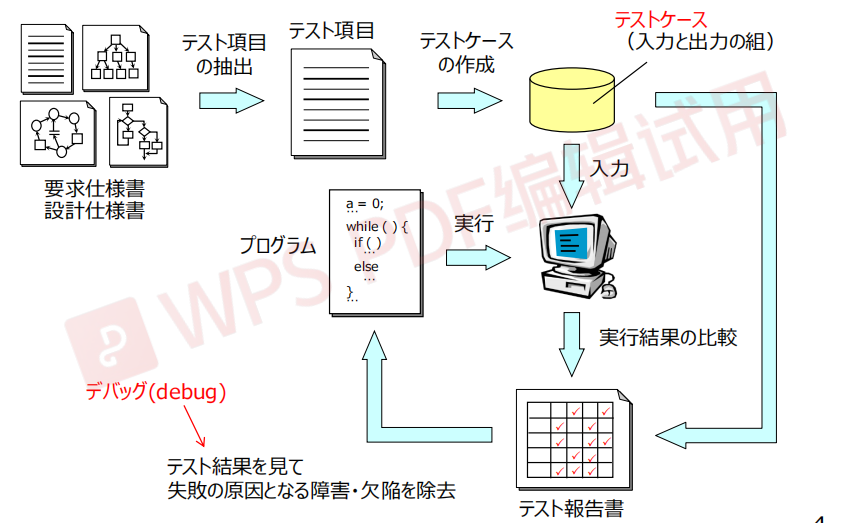 テストケース
(入力と出力の組)
テスト項目
の抽出
テスト項目
テストケース
の作成
要求仕様書
設計仕様書
入力
プログラム
a = 0;
...
while ( ) {
if ( )
...
else
...
}
...
実行
実行結果の比較
デバッグ(debug)
テスト結果を見て
失敗の原因となる障害・欠陥を除去
テスト報告書
WPS PDF编辑试用
4